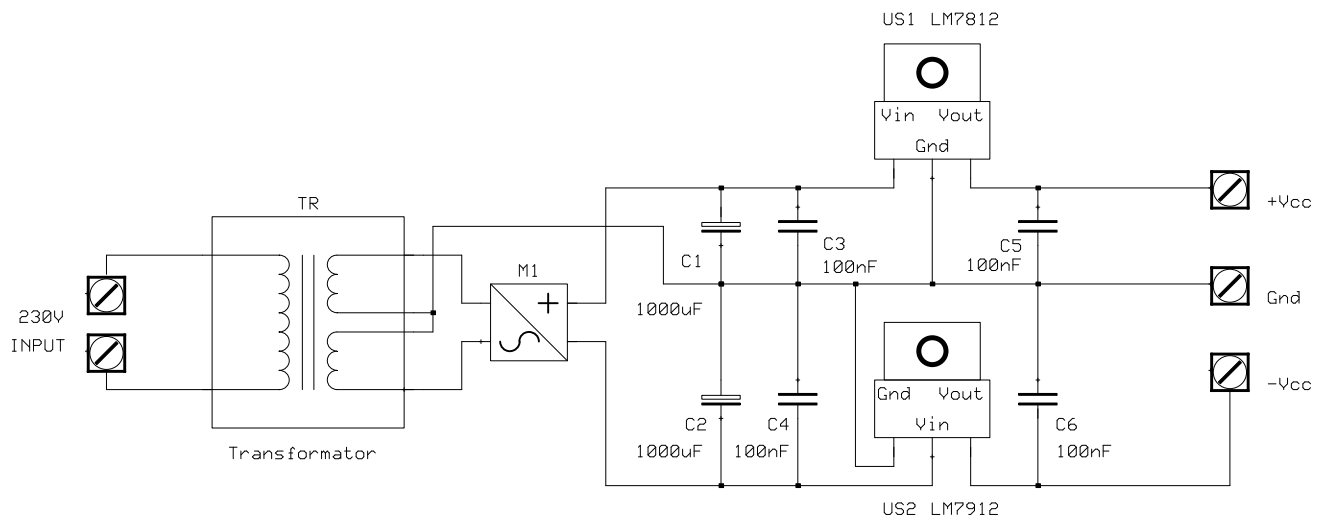 US1 LM7812
Vin Vout
Gnd
TR
+Vcc
C3
100nF
C5
100nF
C1
M1
+
1000uF
Gnd
230V
INPUT
-Vcc
Gnd Vout
Vin
C2
1000uF
C4
100nF
C6
100nF
Transformator
US2 LM7912